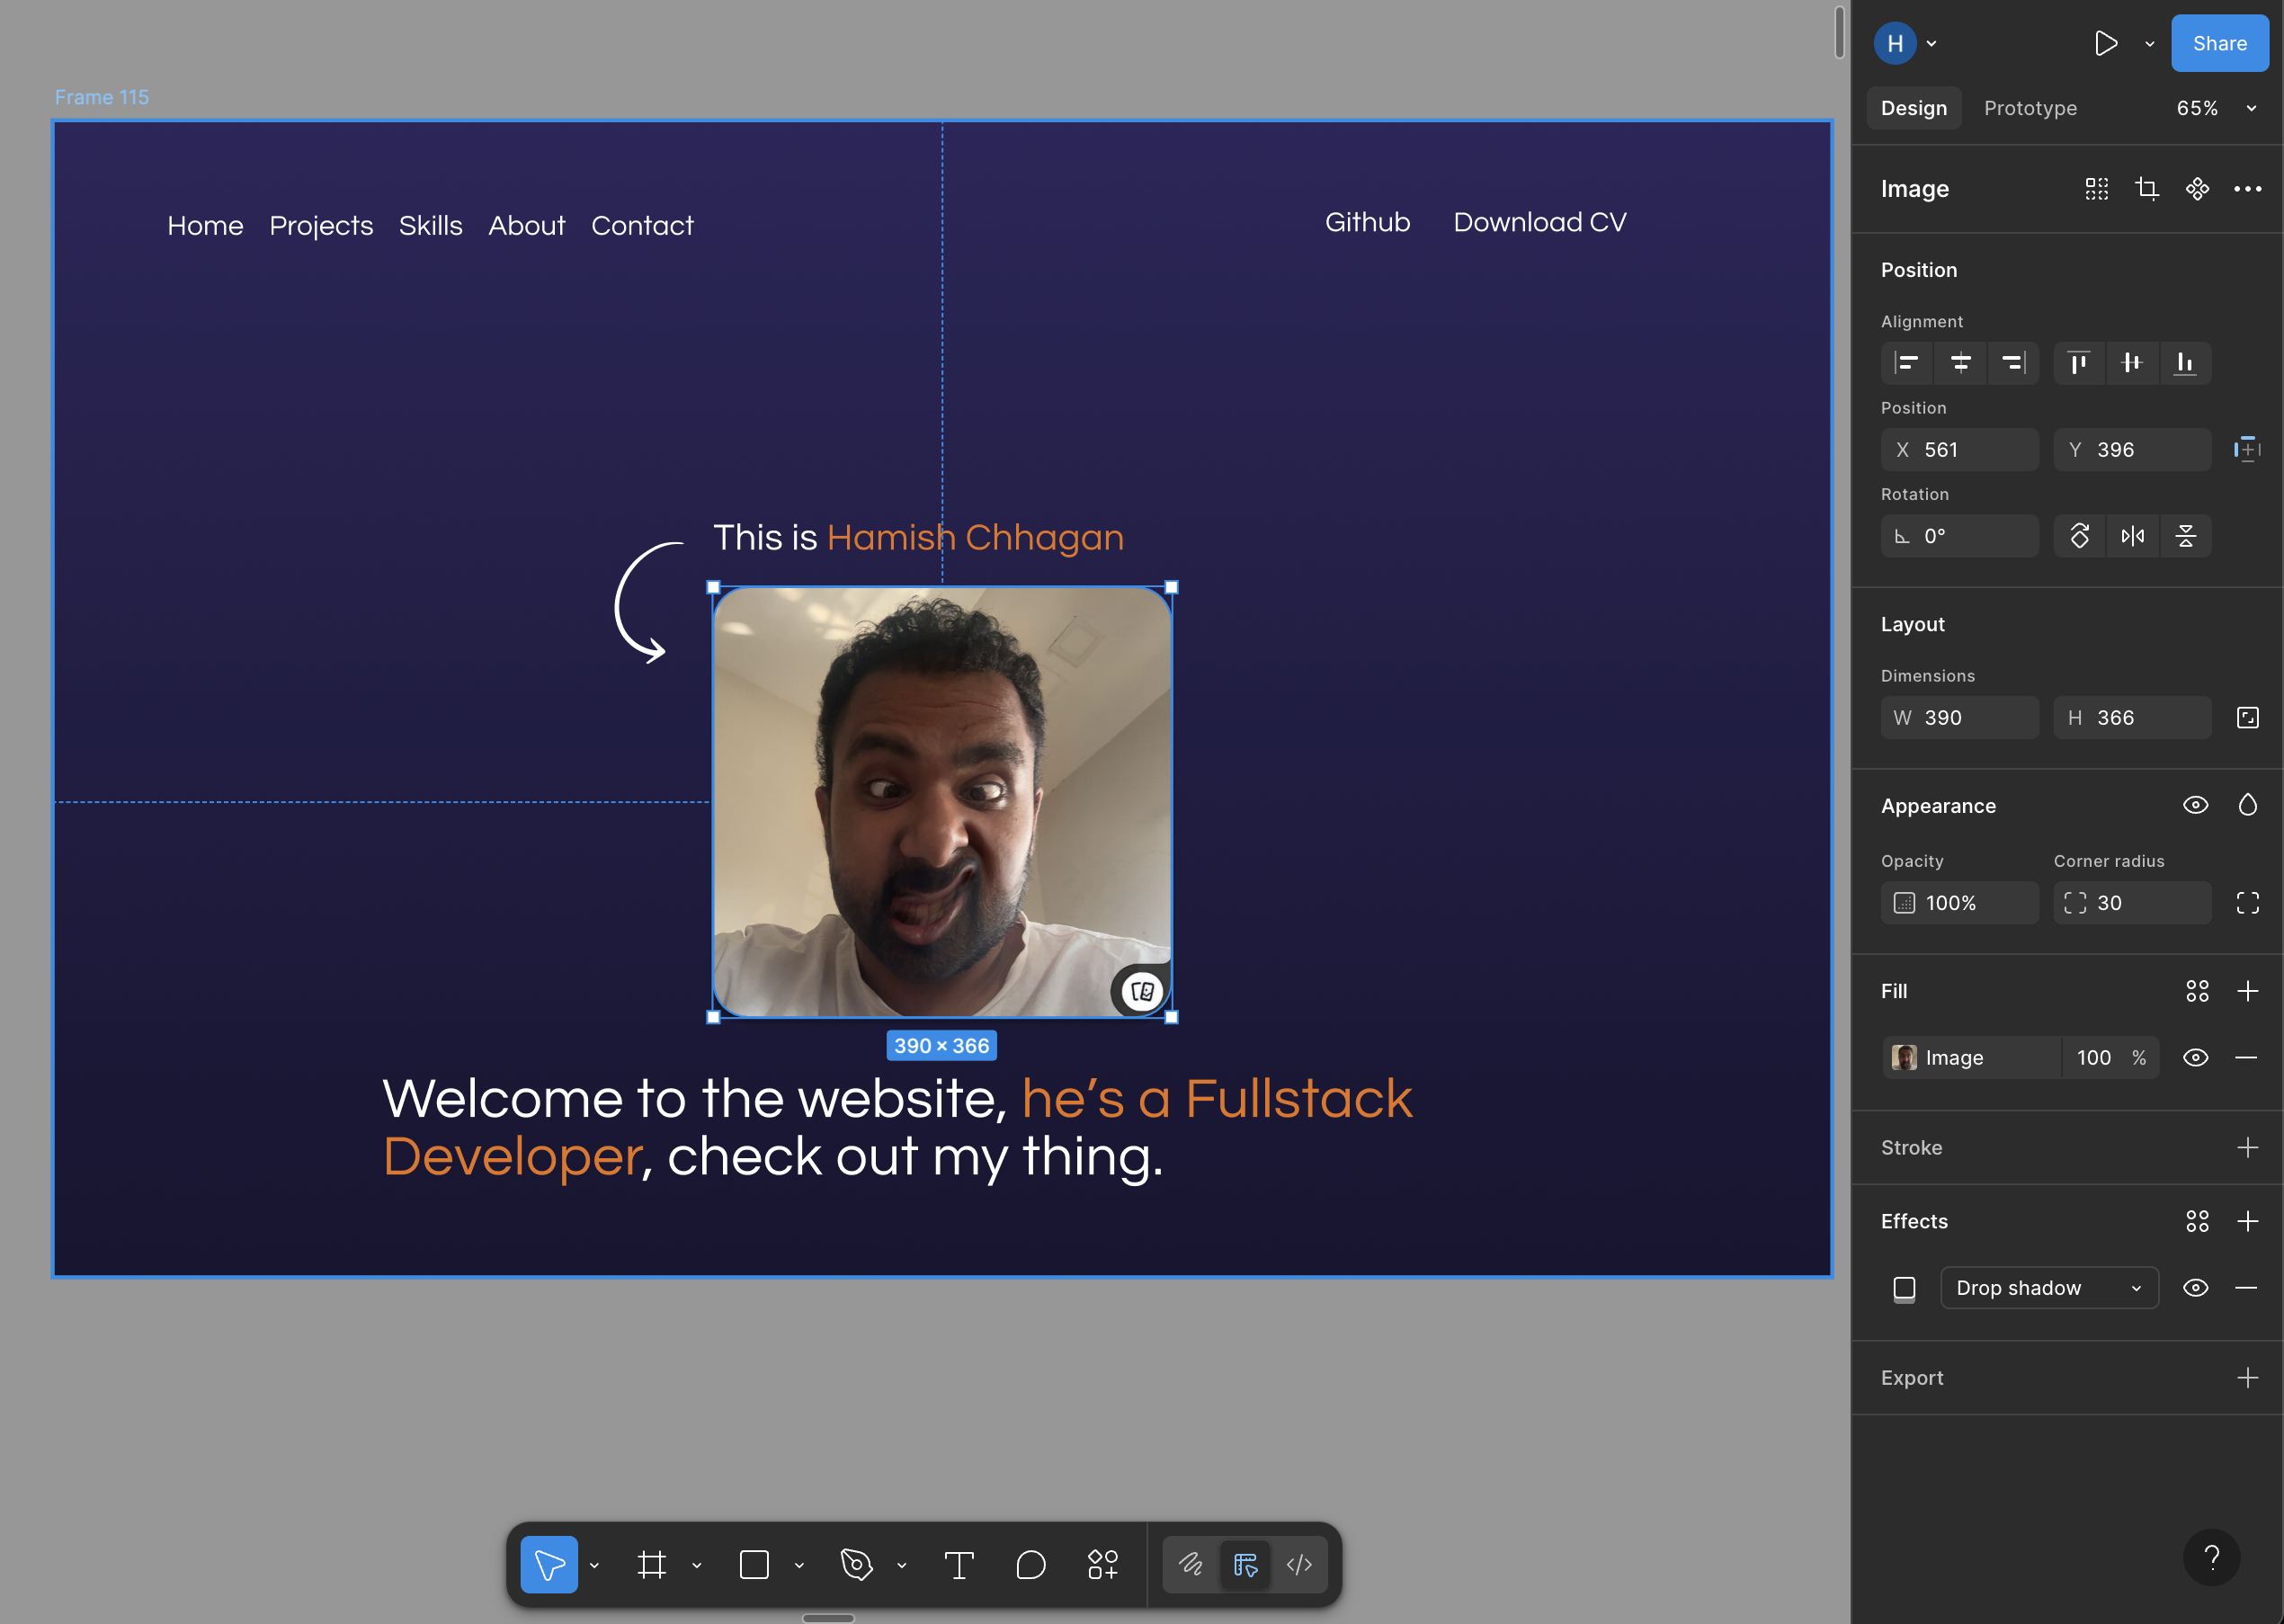 H
Share
Frame 115
Design Prototype 65%
Image
Home Projects Skills About Contact
Github Download CV
Position
Alignment
Position
X 561 Y 396
Rotation
0°
This is Hamish Chhagan
Layout
Dimensions
W 390 H 366
Appearance
Opacity Corner radius
100% 30
Fill
390 × 366
Image 100 %
Welcome to the website, he’s a Fullstack
Developer, check out my thing.
Stroke
Effects
Drop shadow
Export
?